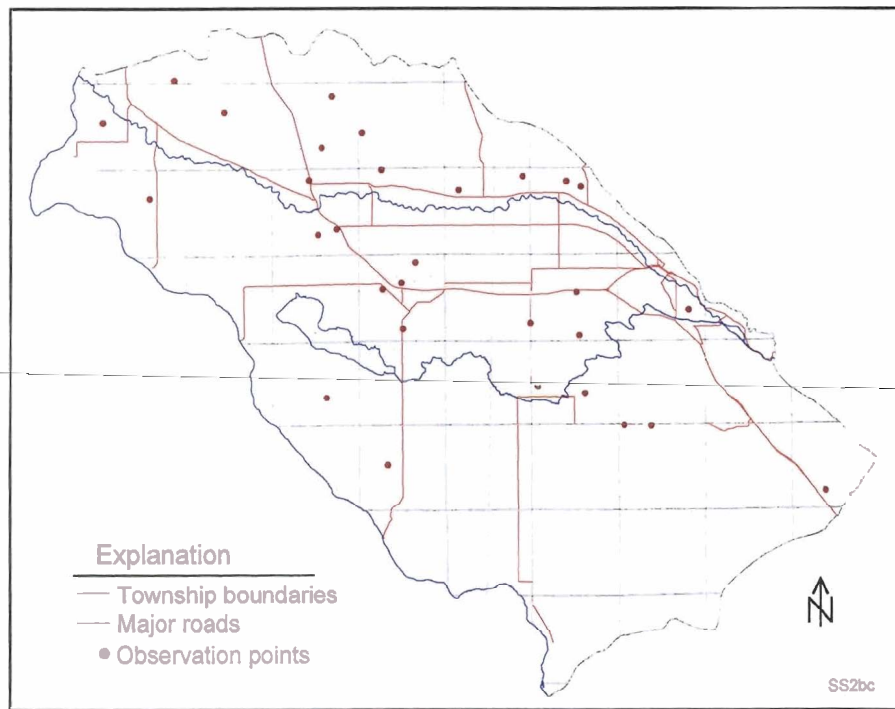 Explanation
Township boundaries
Major roads
Observation points
N
SS2bc